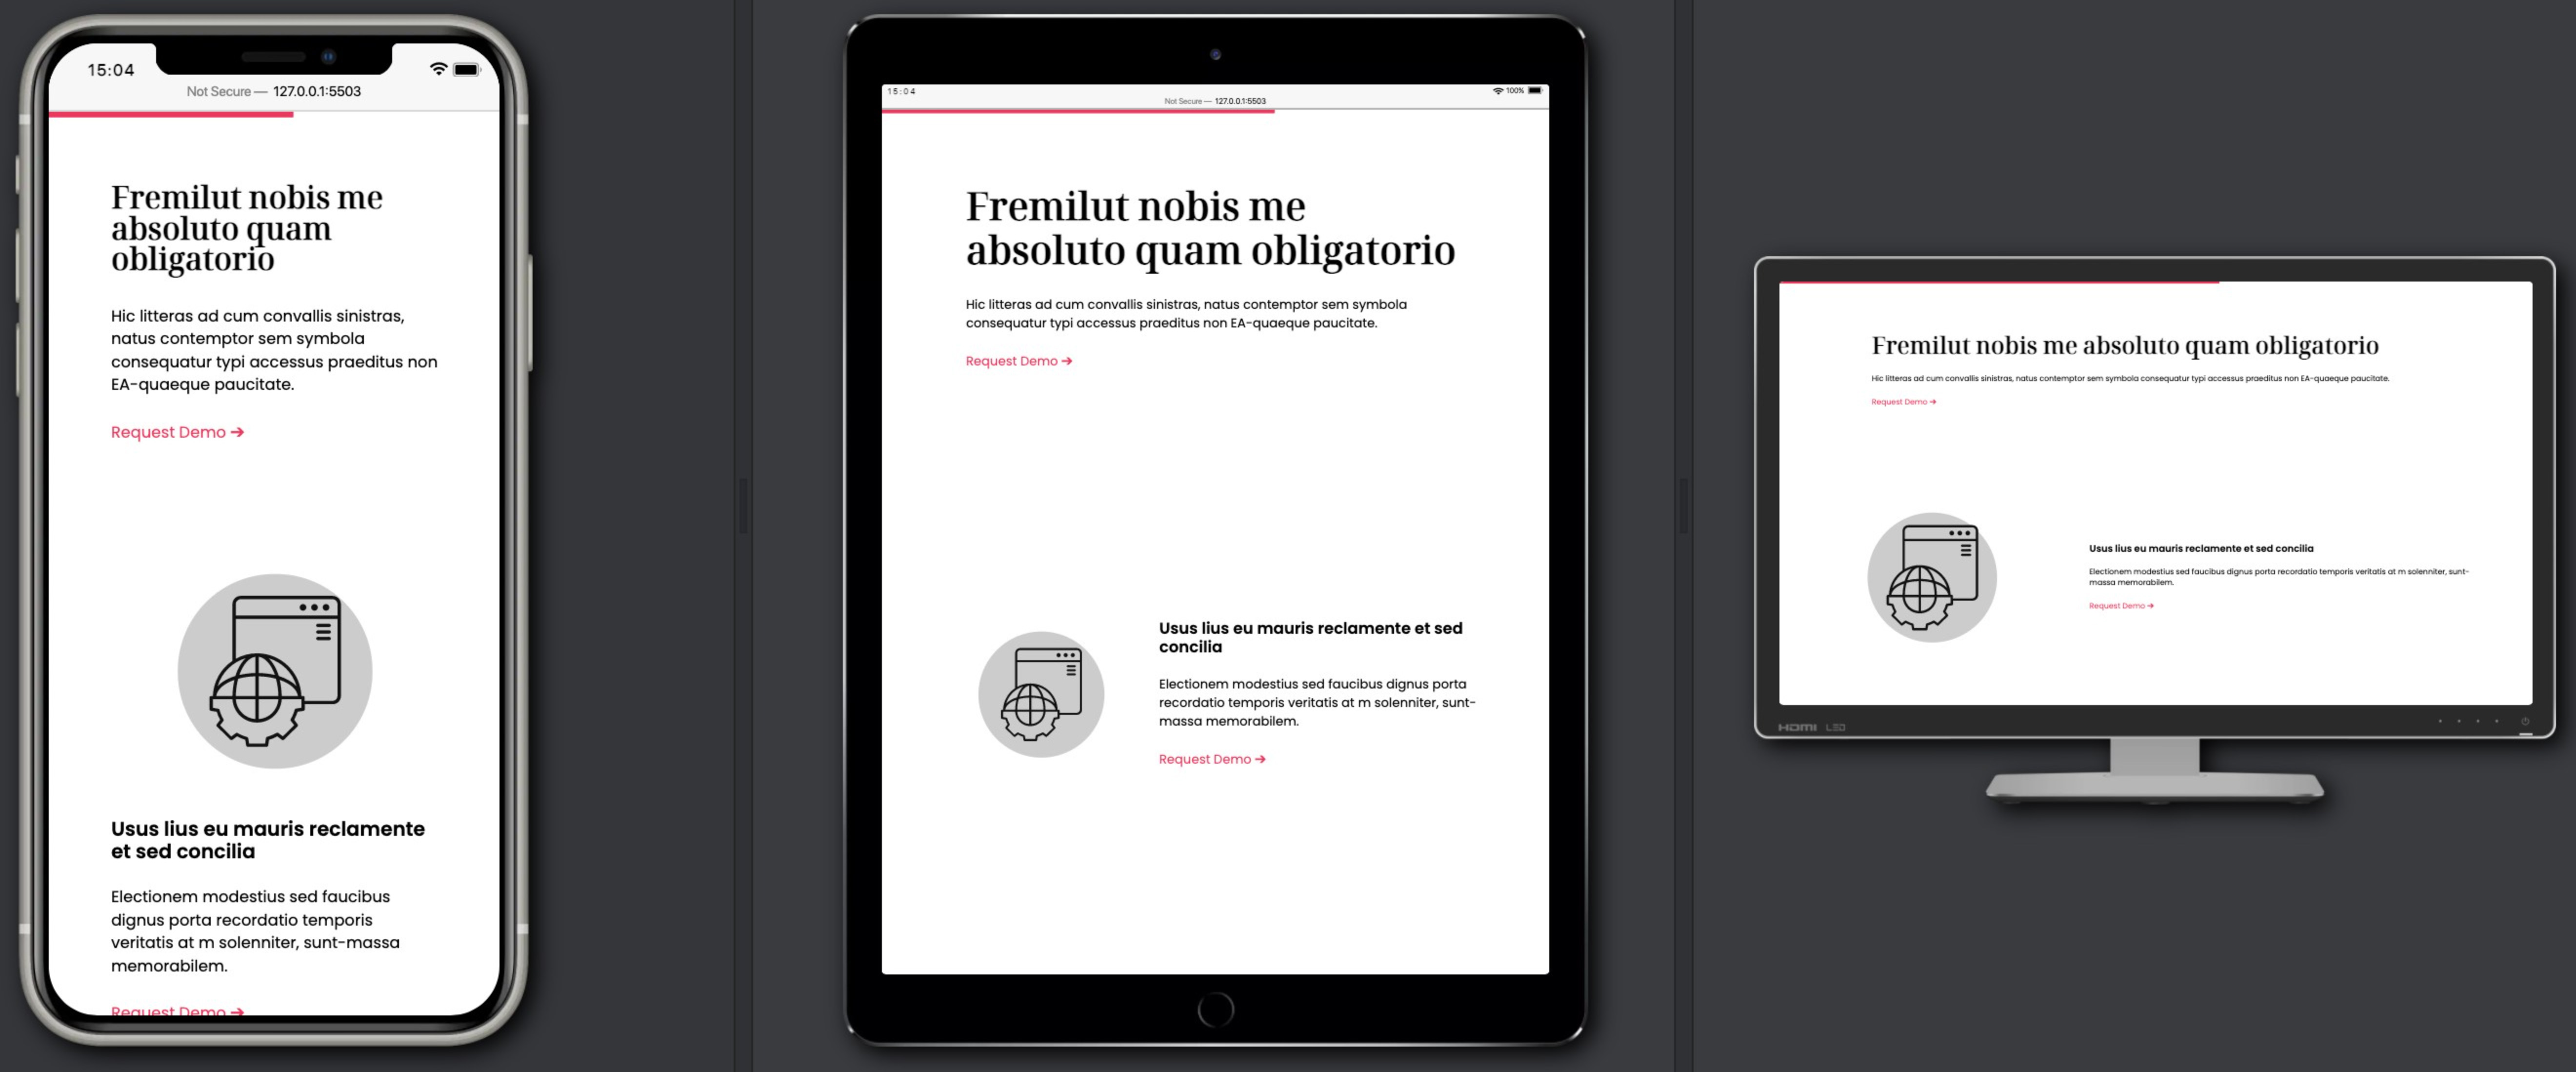 15:04
Not Secure — 127.0.0.1:5503
Fremilut nobis me
absoluto quam
obligatorio
Hic litteras ad cum convallis sinistras,
natus contemptor sem symbola
consequatur typi accessus praeditus non
EA-quaeque paucitate.
Request Demo ➔
Usus lius eu mauris reclamente
et sed concilia
Electionem modestius sed faucibus
dignus porta recordatio temporis
veritatis at m solenniter, sunt-massa
memorabilem.
Request Demo ➔
15:04
100%
Not Secure — 127.0.0.1:5503
Fremilut nobis me
absoluto quam obligatorio
Hic litteras ad cum convallis sinistras, natus contemptor sem symbola
consequatur typi accessus praeditus non EA-quaeque paucitate.
Request Demo ➔
Usus lius eu mauris reclamente et sed
concilia
Electionem modestius sed faucibus dignus porta
recordatio temporis veritatis at m solenniter, sunt-
massa memorabilem.
Request Demo ➔
Fremilut nobis me absoluto quam obligatorio
Hic litteras ad cum convallis sinistras, natus contemptor sem symbola consequatur typi accessus praeditus non EA-quaeque paucitate.
Request Demo ➔
Usus lius eu mauris reclamente et sed concilia
Electionem modestius sed faucibus dignus porta recordatio temporis veritatis at m solenniter, sunt-
massa memorabilem.
Request Demo ➔
HDMI LED